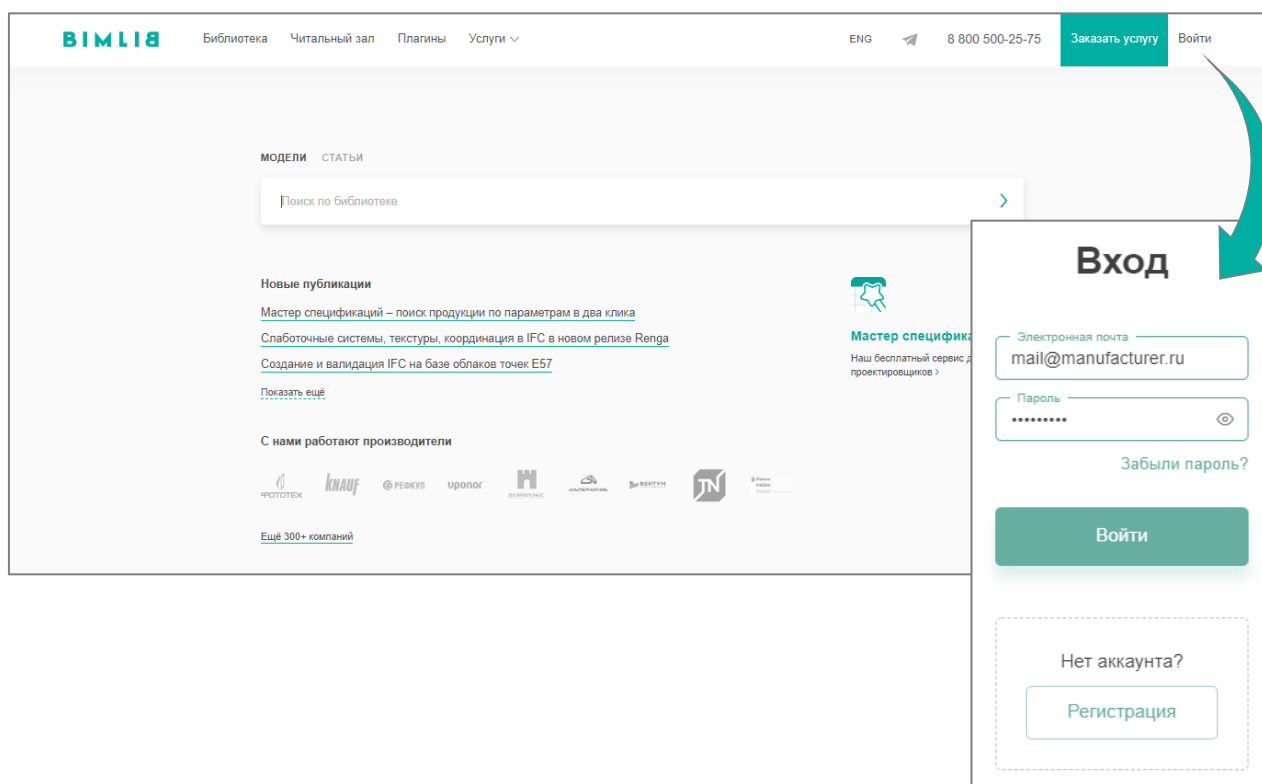 BIMLIB Библиотека Читальный зал Плагины Услуги ENG 8 800 500-25-75 Заказать услугу Войти
МОДЕЛИ СТАТЬИ
Поиск по библиотеке
Новые публикации
Мастер спецификаций – поиск продукции по параметрам в два клика
Слаботочные системы, текстуры, координация в IFC в новом релизе Renga
Создание и валидация IFC на базе облаков точек E57
Показать ещё
Мастер специфика
Наш бесплатный сервис д
проектировщиков >
С нами работают производители
ФОТОТЕХ KNAUF РЕФКУЛ uponor ВЕНТУМ TN
Ещё 300+ компаний
Вход
Электронная почта
mail@manufacturer.ru
Пароль
•••••••••
Забыли пароль?
Войти
Нет аккаунта?
Регистрация